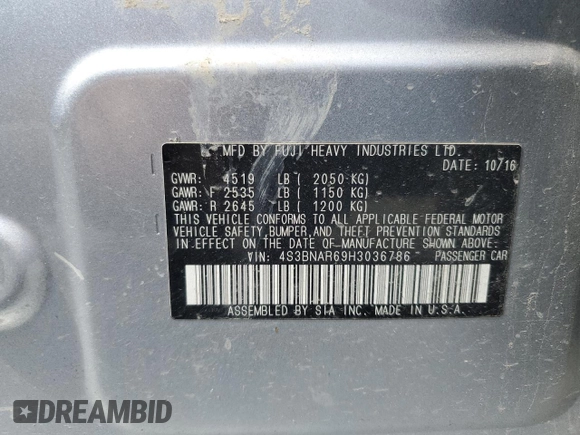 MFD BY FUJI HEAVY INDUSTRIES LTD.
DATE: 10/16
GVWR: 4519 LB ( 2050 KG)
GAWR: F 2535 LB ( 1150 KG)
GAWR: R 2645 LB ( 1200 KG)
THIS VEHICLE CONFORMS TO ALL APPLICABLE FEDERAL MOTOR
VEHICLE SAFETY, BUMPER, AND THEFT PREVENTION STANDARDS
IN EFFECT ON THE DATE OF MANUFACTURE SHOWN ABOVE.
VIN: 4S3BNAR69H3036786 PASSENGER CAR
ASSEMBLED BY SIA INC. MADE IN U.S.A.
DREAMBID